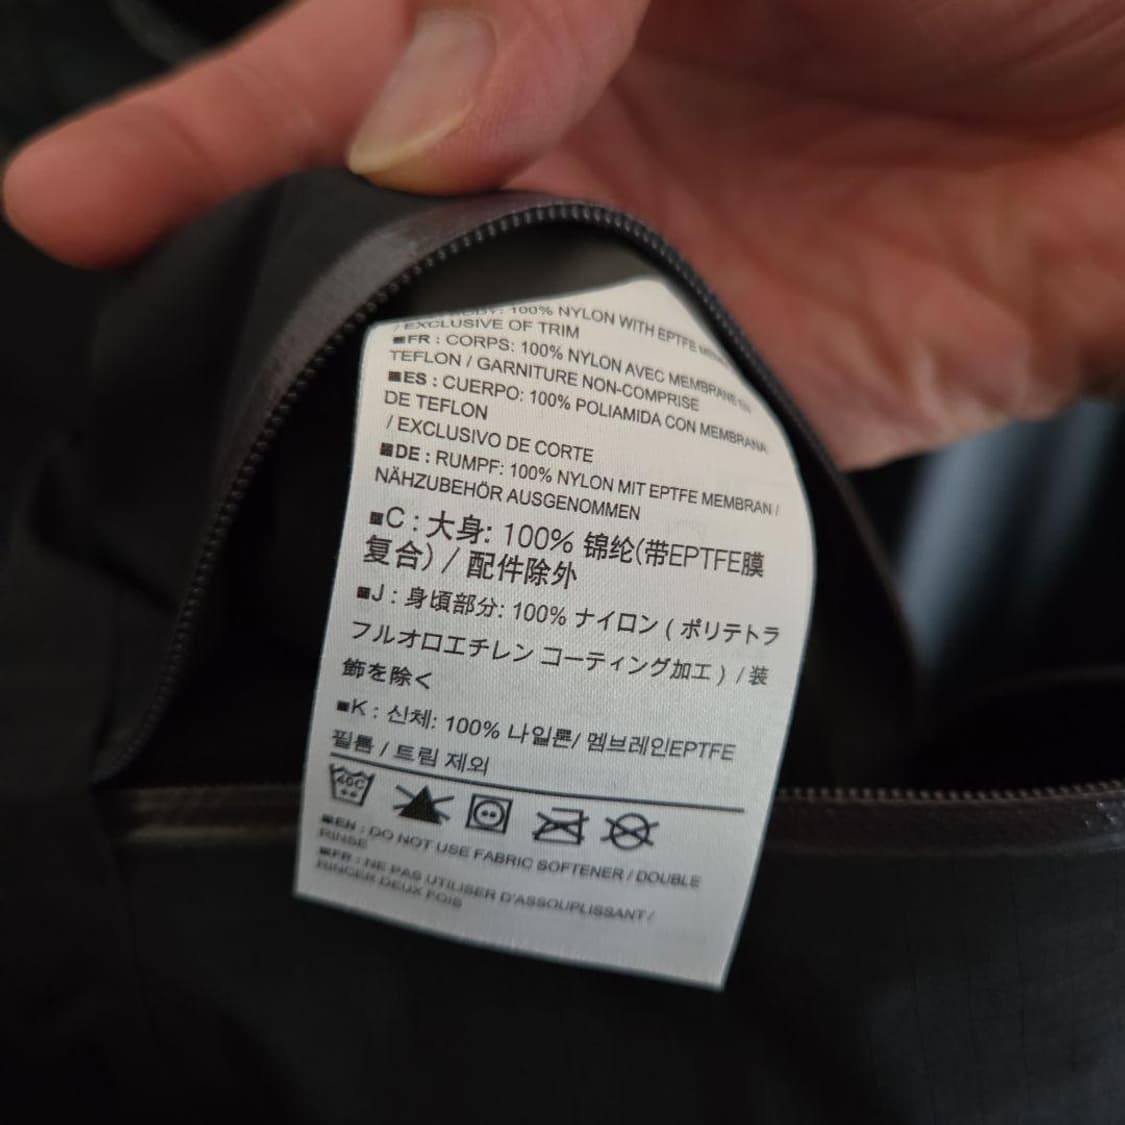 BODY: 100% NYLON WITH EPTFE
/ EXCLUSIVE OF TRIM
■FR : CORPS: 100% NYLON AVEC MEMBRANE EN
TEFLON / GARNITURE NON-COMPRISE
■ES : CUERPO: 100% POLIAMIDA CON MEMBRANA
DE TEFLON
/ EXCLUSIVO DE CORTE
■DE : RUMPF: 100% NYLON MIT EPTFE MEMBRAN /
NÄHZUBEHÖR AUSGENOMMEN
■C : 大身: 100% 锦纶(带EPTFE膜
复合) / 配件除外
■J : 身頃部分: 100% ナイロン ( ポリテトラ
フルオロエチレン コーティング加工 ) / 装
飾を除く
■K : 신체: 100% 나일론/ 멤브레인EPTFE
필름 / 트림 제외
40C
■EN : DO NOT USE FABRIC SOFTENER / DOUBLE
RINSE
■FR : NE PAS UTILISER D'ASSOUPLISSANT /
RINCER DEUX FOIS